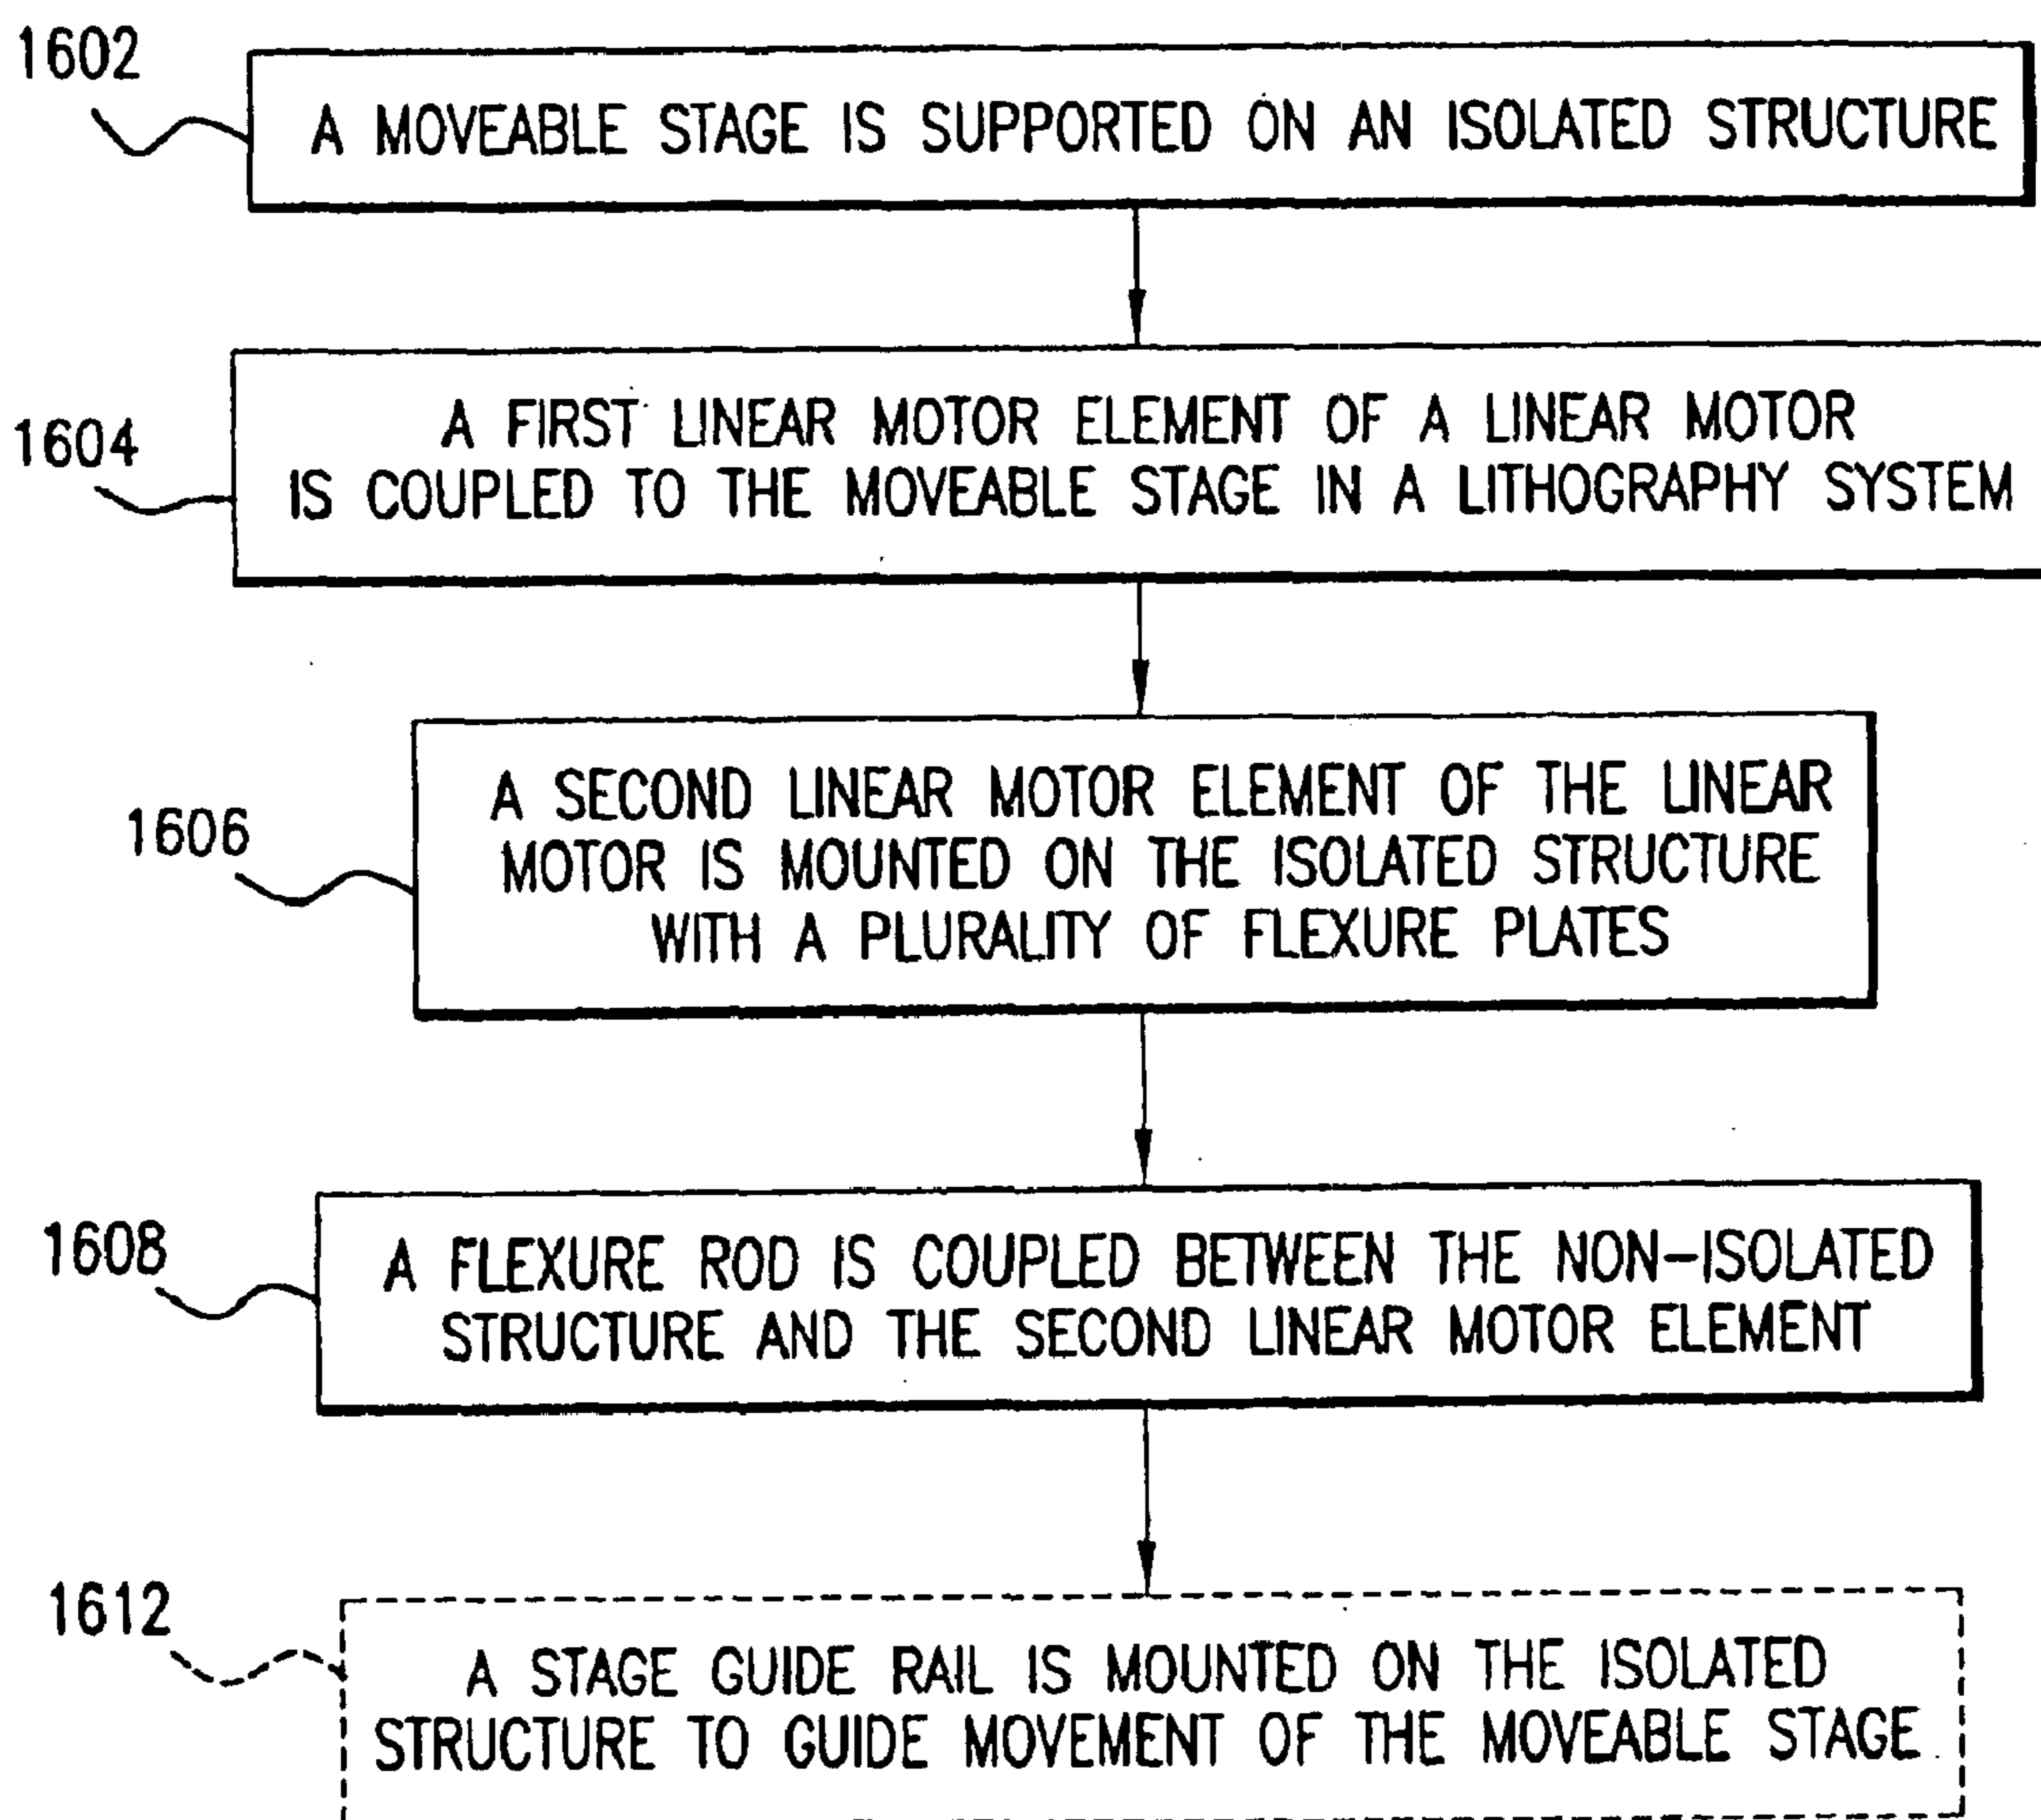 1602
A MOVEABLE STAGE IS SUPPORTED ON AN ISOLATED STRUCTURE
1604
A FIRST LINEAR MOTOR ELEMENT OF A LINEAR MOTOR
IS COUPLED TO THE MOVEABLE STAGE IN A LITHOGRAPHY SYSTEM
1606
A SECOND LINEAR MOTOR ELEMENT OF THE LINEAR
MOTOR IS MOUNTED ON THE ISOLATED STRUCTURE
WITH A PLURALITY OF FLEXURE PLATES
1608
A FLEXURE ROD IS COUPLED BETWEEN THE NON-ISOLATED
STRUCTURE AND THE SECOND LINEAR MOTOR ELEMENT
1612
A STAGE GUIDE RAIL IS MOUNTED ON THE ISOLATED
STRUCTURE TO GUIDE MOVEMENT OF THE MOVEABLE STAGE